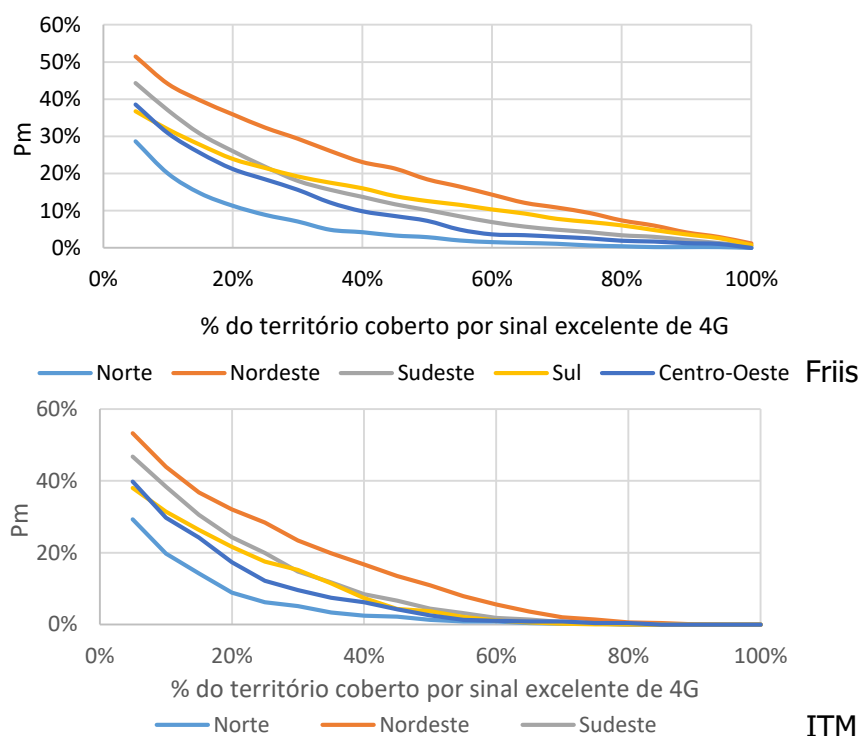 60%
50%
40%
30%
20%
10%
0%
Pm
0% 20% 40% 60% 80% 100%
% do território coberto por sinal excelente de 4G
Norte Nordeste Sudeste Sul Centro-Oeste Friis
60%
40%
20%
0%
Pm
0% 20% 40% 60% 80% 100%
% do território coberto por sinal excelente de 4G
Norte Nordeste Sudeste ITM